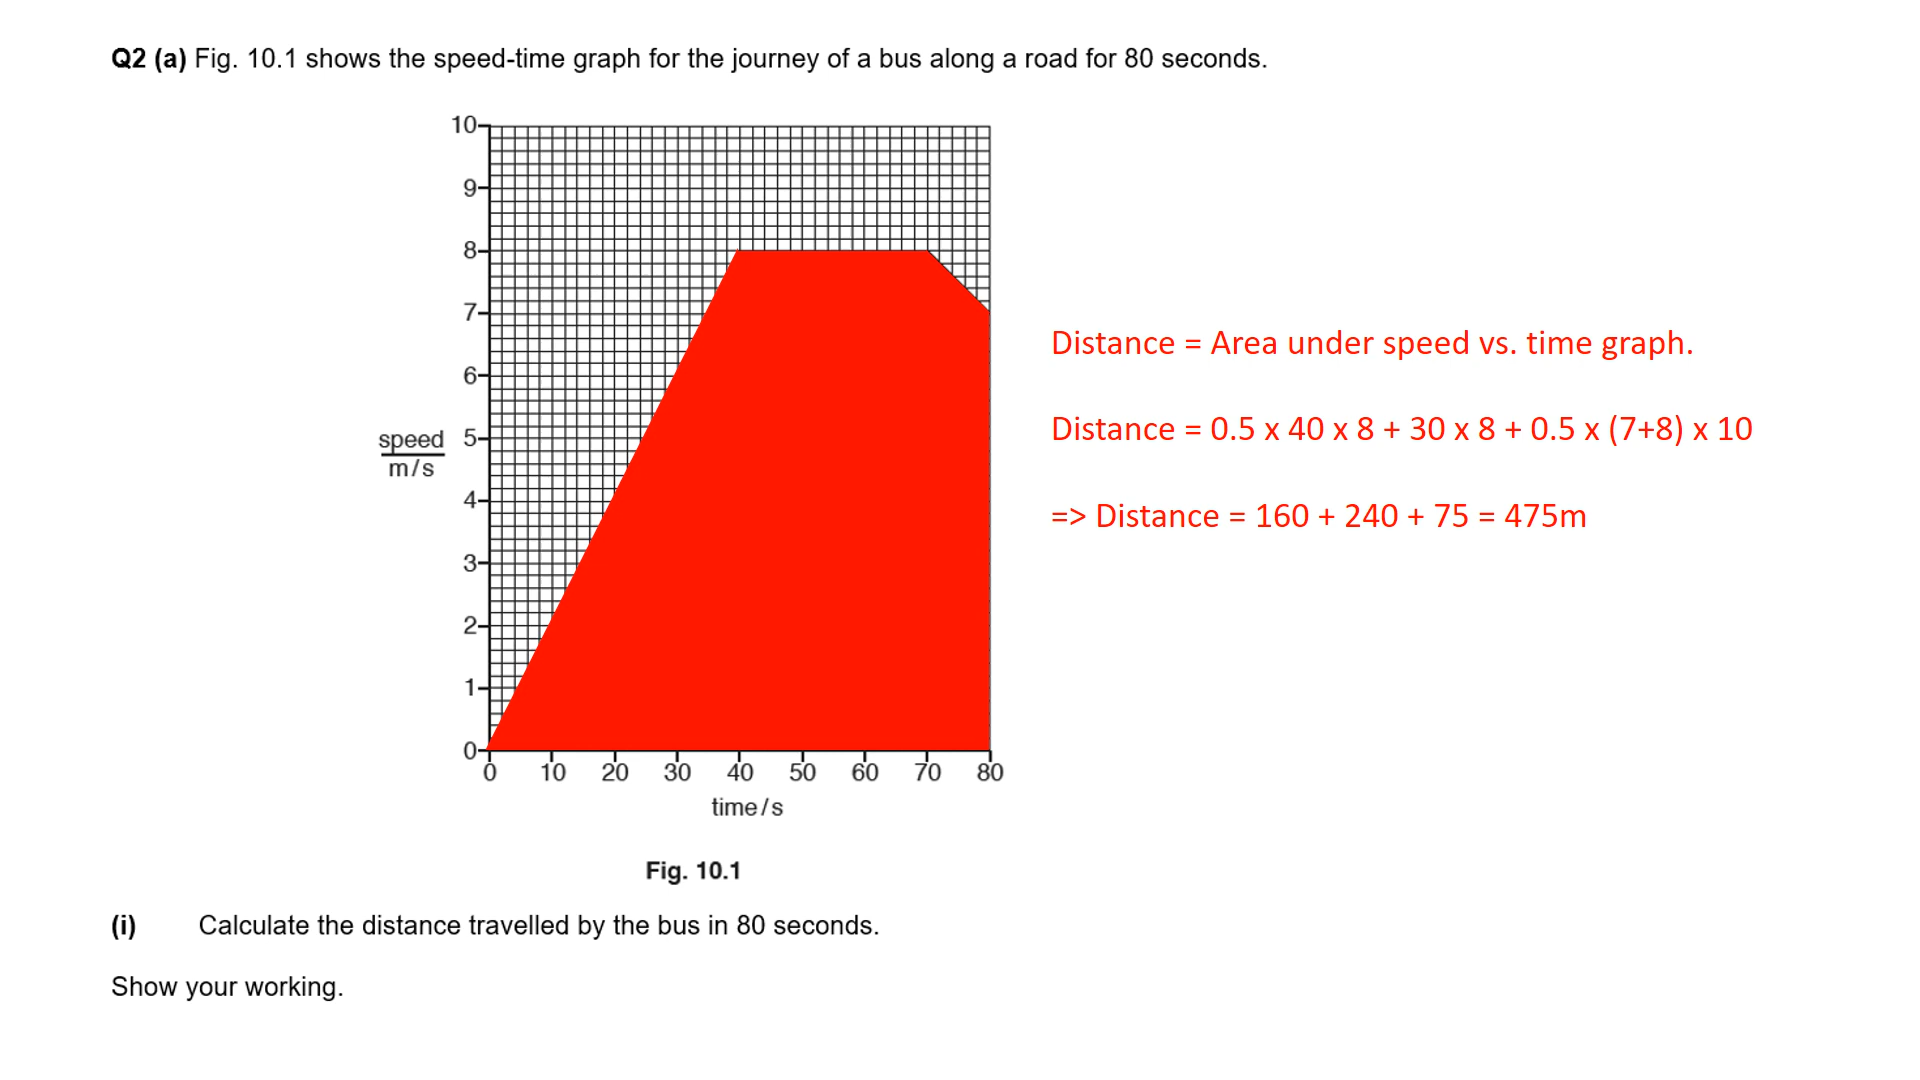 Q2 (a) Fig. 10.1 shows the speed-time graph for the journey of a bus along a road for 80 seconds.
10
9
8
7
6
5
4
3
2
1
0
speed
m/s
0 10 20 30 40 50 60 70 80
time/s
Fig. 10.1
Distance = Area under speed vs. time graph.
Distance = 0.5 x 40 x 8 + 30 x 8 + 0.5 x (7+8) x 10
=> Distance = 160 + 240 + 75 = 475m
(i) Calculate the distance travelled by the bus in 80 seconds.
Show your working.